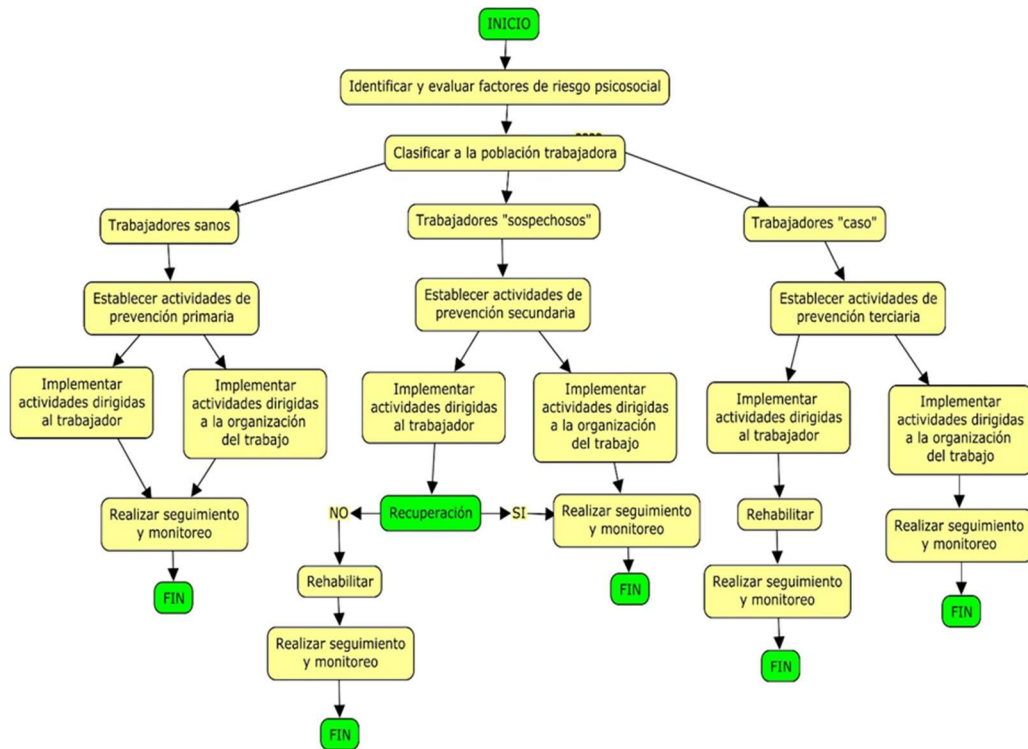 INICIO
Identificar y evaluar factores de riesgo psicosocial
Clasificar a la población trabajadora
Trabajadores sanos
Trabajadores "sospechosos"
Trabajadores "caso"
Establecer actividades de
prevención primaria
Establecer actividades de
prevención secundaria
Establecer actividades de
prevención terciaria
Implementar
actividades dirigidas
al trabajador
Implementar
actividades dirigidas
a la organización
del trabajo
Implementar
actividades dirigidas
al trabajador
Implementar
actividades dirigidas
a la organización
del trabajo
Implementar
actividades dirigidas
al trabajador
Implementar
actividades dirigidas
a la organización
del trabajo
Realizar seguimiento
y monitoreo
FIN
NO
Recuperación
SI
Realizar seguimiento
y monitoreo
FIN
Rehabilitar
Realizar seguimiento
y monitoreo
FIN
Rehabilitar
Realizar seguimiento
y monitoreo
FIN
Realizar seguimiento
y monitoreo
FIN